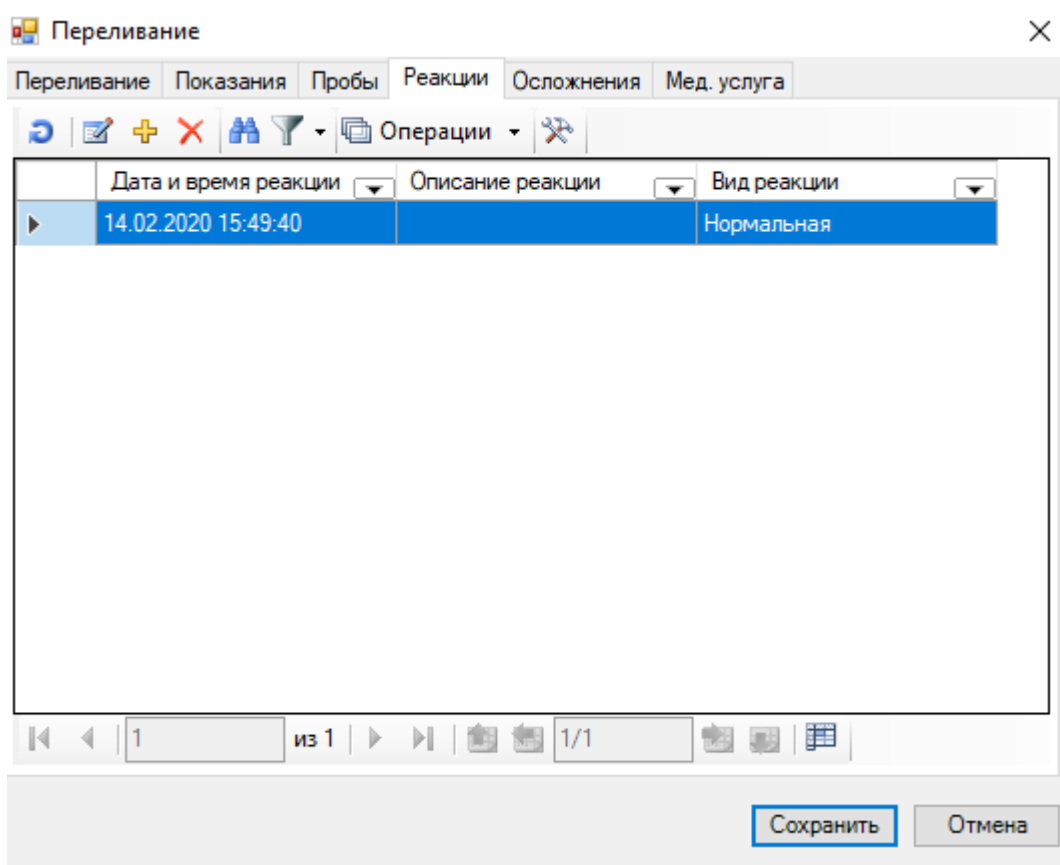 Переливание
Переливание Показания Пробы Реакции Осложнения Мед. услуга
Операции
Дата и время реакции Описание реакции Вид реакции
14.02.2020 15:49:40 Нормальная
1 из 1 1/1
Сохранить Отмена